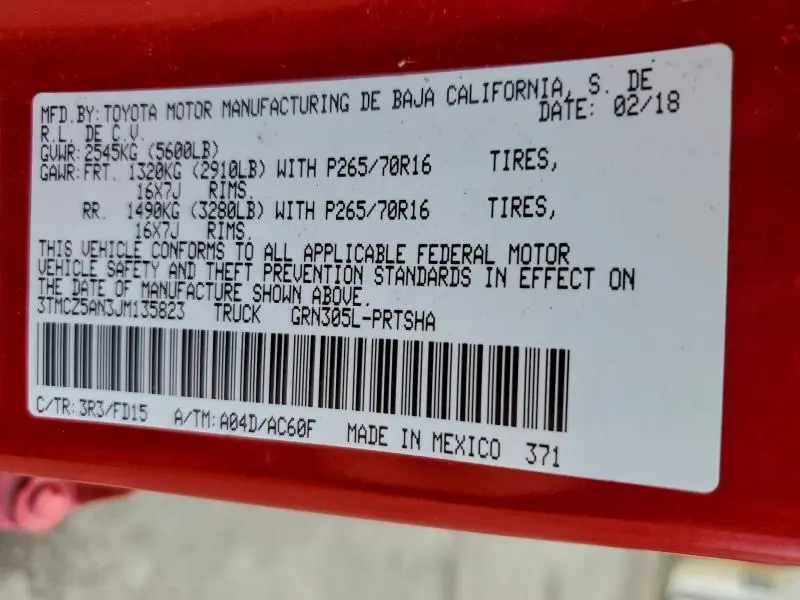 MFD.BY:TOYOTA MOTOR MANUFACTURING DE BAJA CALIFORNIA, S. DE
R.L. DE C.V. DATE: 02/18
GVWR:2545KG (5600LB)
GAWR:FRT. 1320KG (2910LB) WITH P265/70R16 TIRES,
16X7J RIMS.
RR. 1490KG (3280LB) WITH P265/70R16 TIRES,
16X7J RIMS.
THIS VEHICLE CONFORMS TO ALL APPLICABLE FEDERAL MOTOR
VEHICLE SAFETY AND THEFT PREVENTION STANDARDS IN EFFECT ON
THE DATE OF MANUFACTURE SHOWN ABOVE.
3TMCZ5AN3JM135823 TRUCK GRN305L-PRTSHA
C/TR:3R3/FD15 A/TM:A04D/AC60F MADE IN MEXICO 371